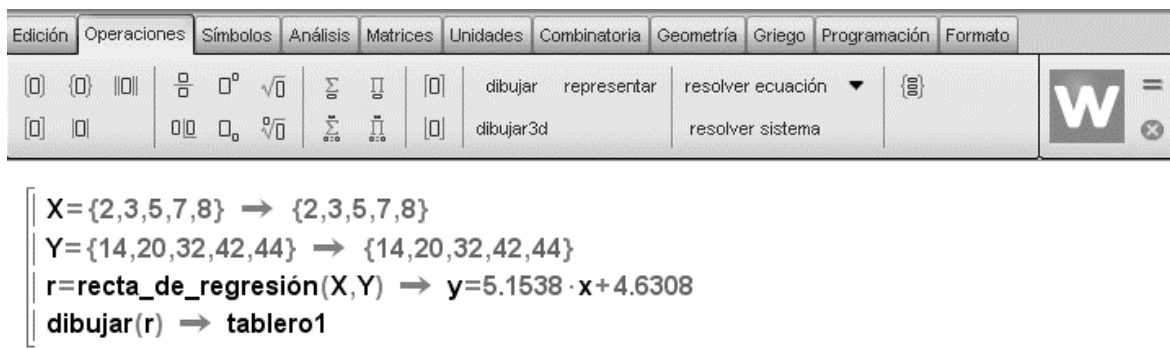 Edición Operaciones Símbolos Análisis Matrices Unidades Combinatoria Geometría Griego Programación Formato
dibujar representar resolver ecuación
dibujar3d resolver sistema
W
X={2,3,5,7,8} → {2,3,5,7,8}
Y={14,20,32,42,44} → {14,20,32,42,44}
r=recta_de_regresión(X,Y) → y=5.1538·x+4.6308
dibujar(r) → tablero1